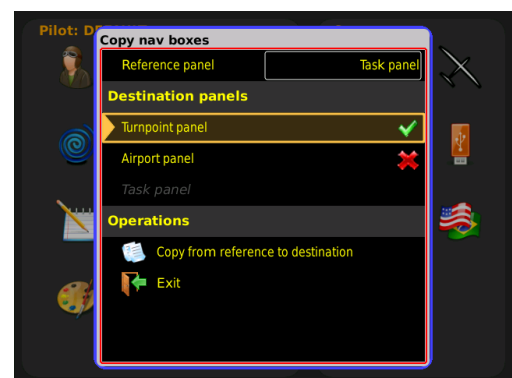 Pilot: D
Copy nav boxes
Reference panel Task panel
Destination panels
Turnpoint panel
Airport panel
Task panel
Operations
Copy from reference to destination
Exit